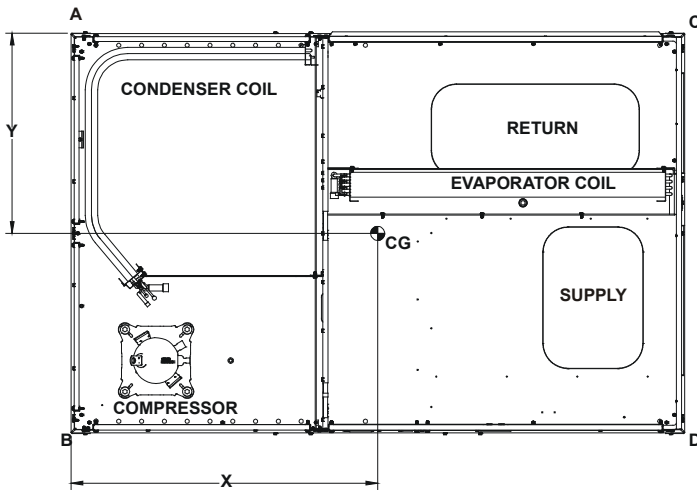 A
C
CONDENSER COIL
Y
RETURN
EVAPORATOR COIL
CG
SUPPLY
COMPRESSOR
B
D
X